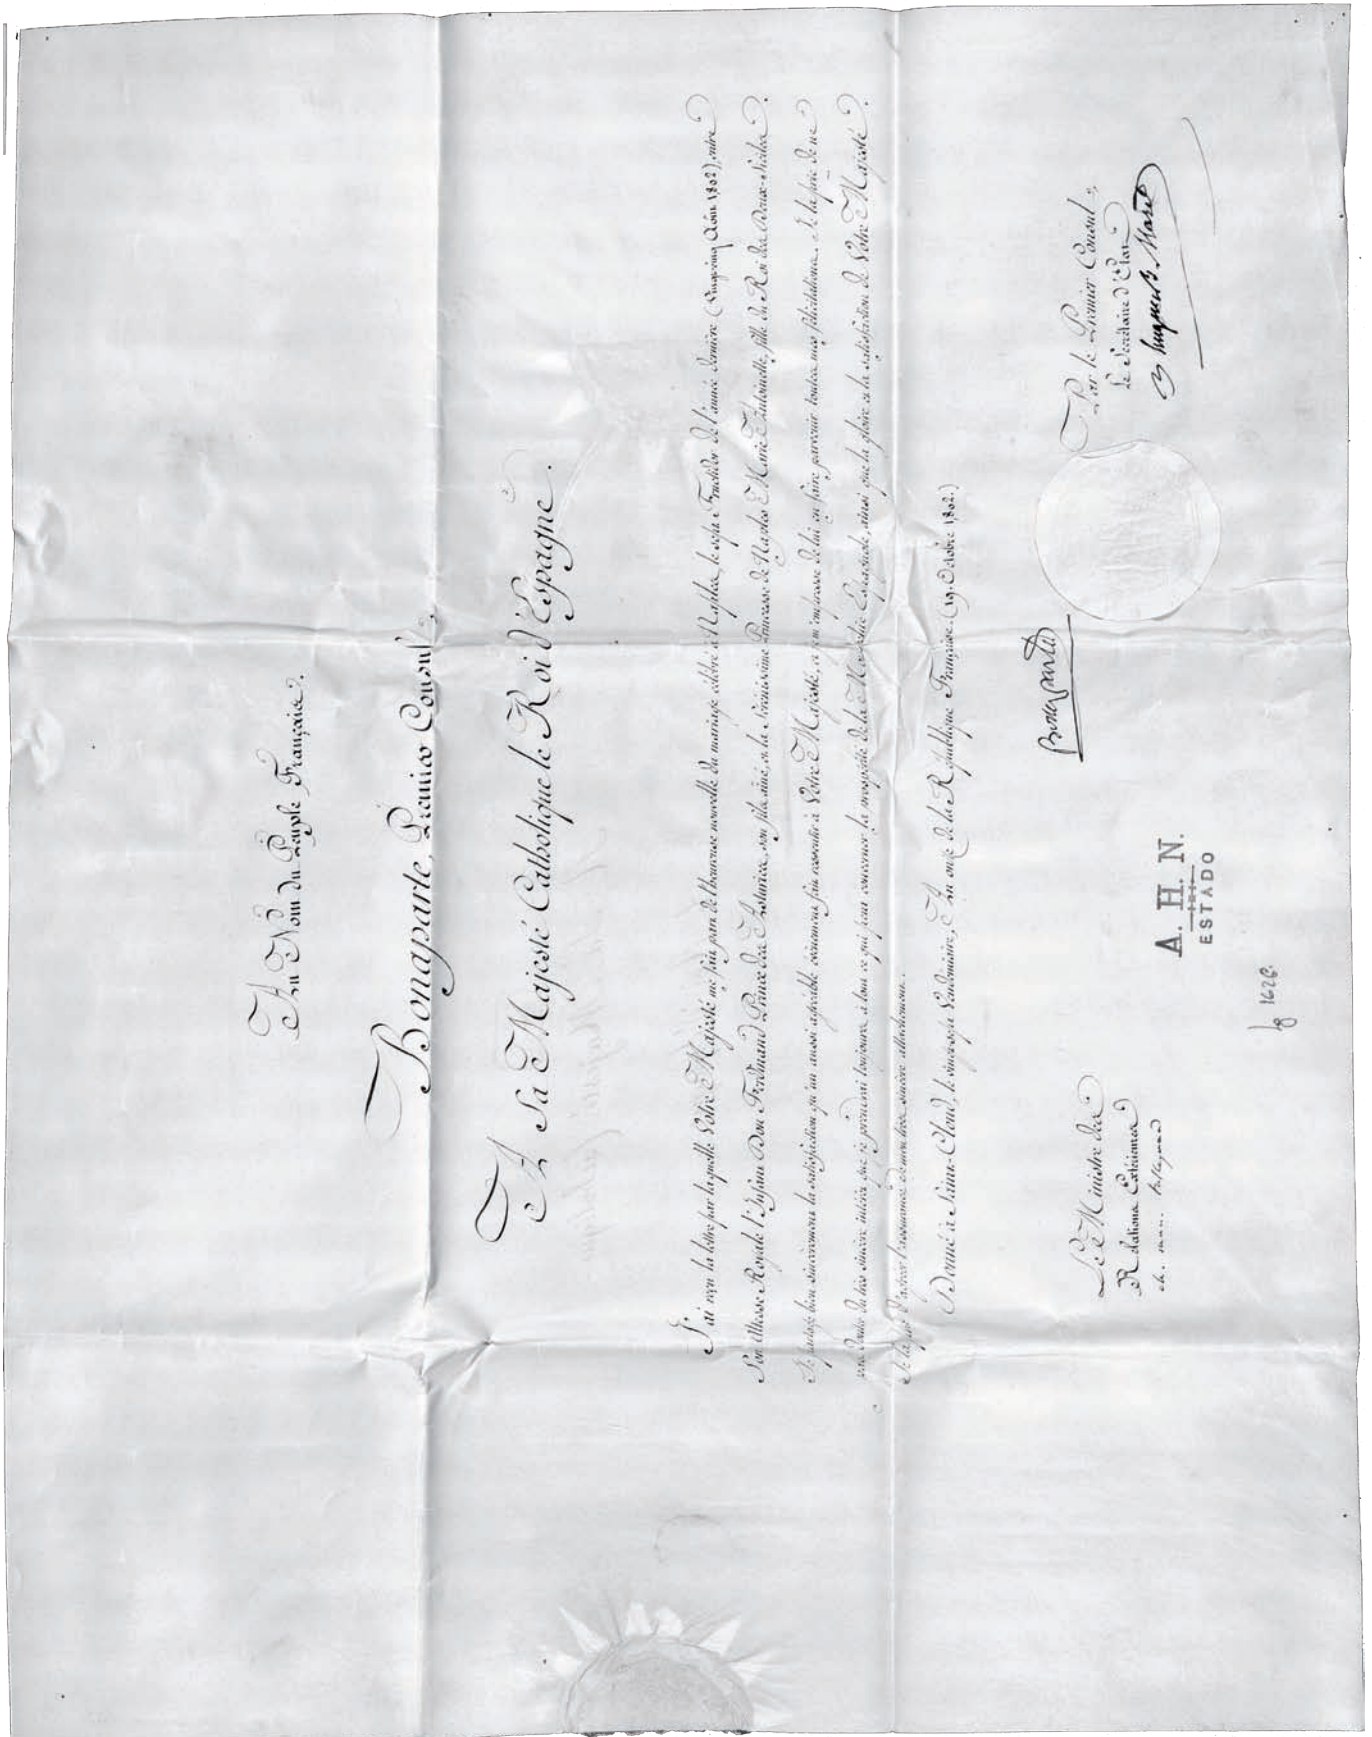 Au Nom du Peuple Français.
Bonaparte, Premier Consul,
A Sa Majesté Catholique le Roi d'Espagne.
J'ai reçu la lettre par laquelle Votre Majesté me fait part de l'heureuse nouvelle du mariage célébré à Naples, le sept Fructidor de l'année dernière (vingt-cinq Août 1802), entre
Son Altesse Royale l'Infant Don Ferdinand Prince des Asturies, son fils aîné, et la Sérénissime Princesse de Naples Marie Antoinette, fille du Roi des Deux-Siciles.
Je partage bien sincèrement la satisfaction qu'un aussi agréable événement fait ressentir à Votre Majesté, et je m'empresse de lui en faire parvenir toutes mes félicitations. Je la prie de ne
pas douter du très sincère intérêt que je prendrai toujours à tout ce qui peut concerner la prospérité de la Monarchie Espagnole, ainsi que la gloire et la satisfaction de Votre Majesté.
Je la prie d'agréer l'assurance de mon très sincère attachement.
Donné à Saint-Cloud, le vingt-sept Vendémiaire, An onze de la République Française. (19. Octobre 1802.)
Bonaparte
Le Ministre des
Relations Extérieures
ch. mau. talleyrand
Par le Premier Consul,
Le Secrétaire d'Etat
Hugues B. Maret
A. H. N.
ESTADO
1626